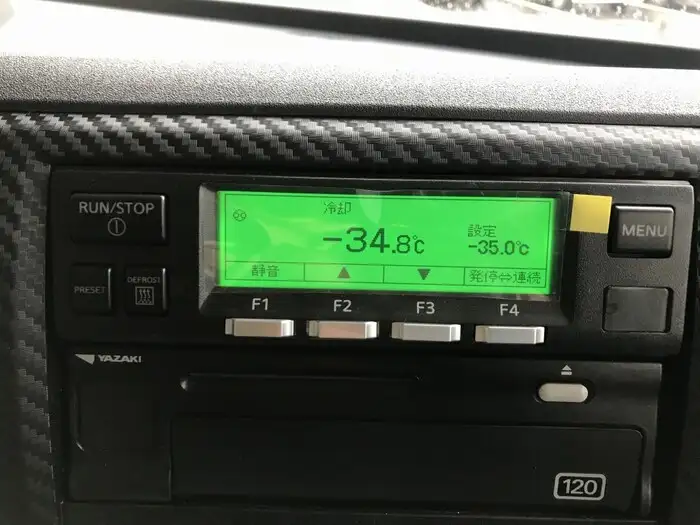 RUN/STOP
冷却
-34.8℃
設定
-35.0℃
MENU
PRESET
DEFROST
静音 ▲ ▼ 発停⇔連続
F1 F2 F3 F4
YAZAKI
120